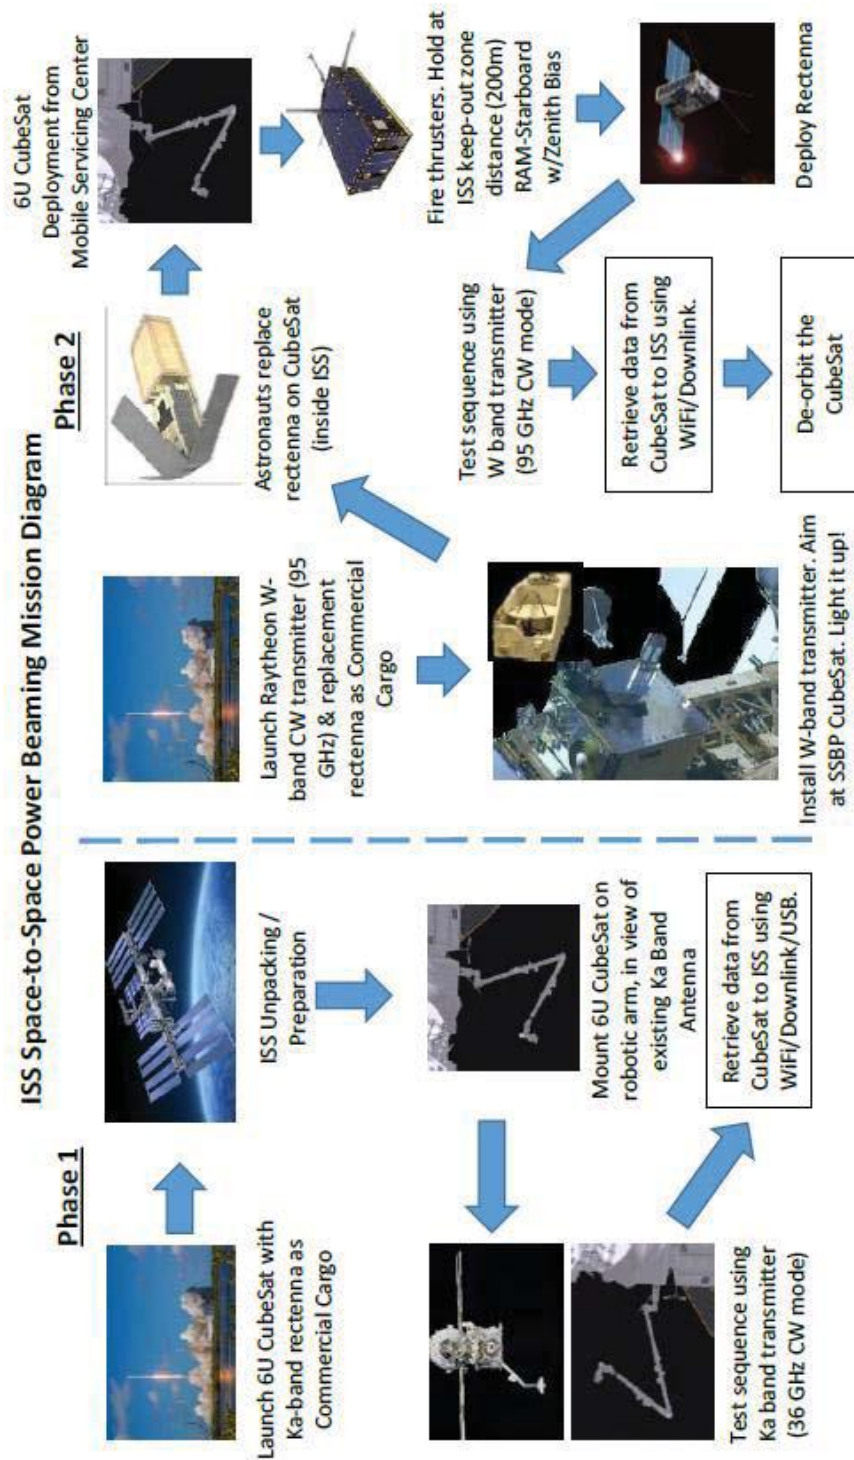 ISS Space-to-Space Power Beaming Mission Diagram
Phase 1
Launch 6U CubeSat with
Ka-band rectenna as
Commercial Cargo
ISS Unpacking/
Preparation
Mount 6U CubeSat on
robotic arm, in view of
existing Ka Band
Antenna
Test sequence using
Ka band transmitter
(36 GHz CW mode)
Retrieve data from
CubeSat to ISS using
WiFi/Downlink/USB.
Phase 2
Launch Raytheon W-
band CW transmitter (95
GHz) & replacement
rectenna as Commercial
Cargo
Install W-band transmitter. Aim
at SSBP CubeSat. Light it up!
Astronauts replace
rectenna on CubeSat
(inside ISS)
6U CubeSat
Deployment from
Mobile Servicing Center
Fire thrusters. Hold at
ISS keep-out zone
distance (200m)
RAM-Starboard
w/Zenith Bias
Deploy Rectenna
Test sequence using
W band transmitter
(95 GHz CW mode)
Retrieve data from
CubeSat to ISS using
WiFi/Downlink.
De-orbit the
CubeSat